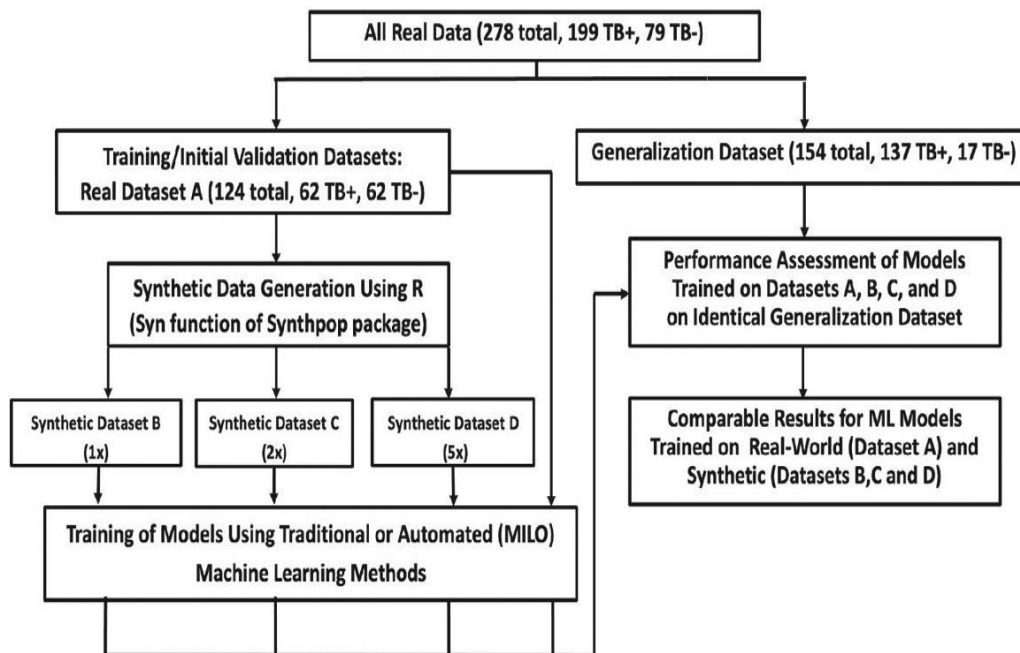 All Real Data (278 total, 199 TB+, 79 TB-)
Training/Initial Validation Datasets:
Real Dataset A (124 total, 62 TB+, 62 TB-)
Generalization Dataset (154 total, 137 TB+, 17 TB-)
Synthetic Data Generation Using R
(Syn function of Synthpop package)
Performance Assessment of Models
Trained on Datasets A, B, C, and D
on Identical Generalization Dataset
Synthetic Dataset B
(1x)
Synthetic Dataset C
(2x)
Synthetic Dataset D
(5x)
Comparable Results for ML Models
Trained on Real-World (Dataset A) and
Synthetic (Datasets B,C and D)
Training of Models Using Traditional or Automated (MILO)
Machine Learning Methods